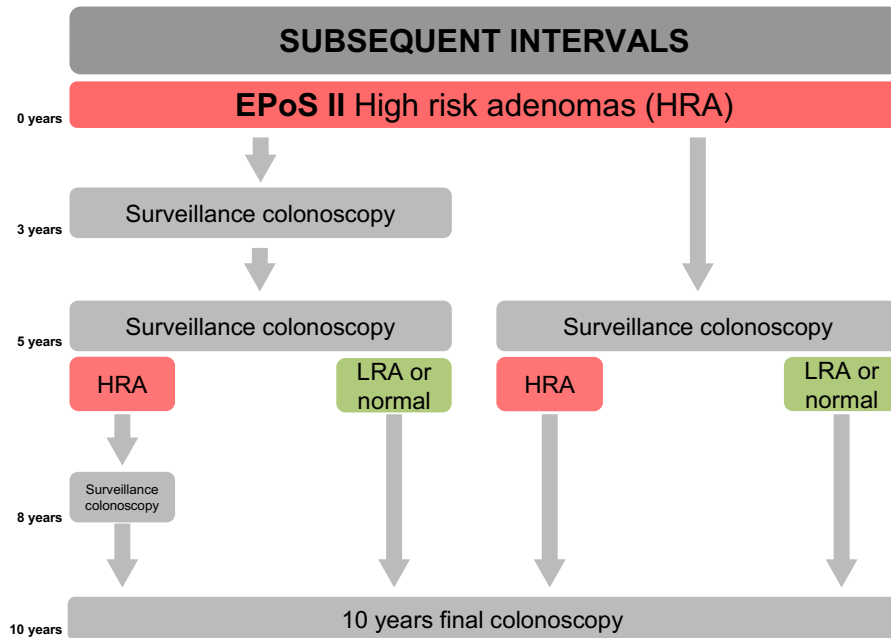 SUBSEQUENT INTERVALS
EPoS II High risk adenomas (HRA)
0 years
Surveillance colonoscopy
3 years
Surveillance colonoscopy
Surveillance colonoscopy
5 years
HRA
LRA or
normal
HRA
LRA or
normal
Surveillance
colonoscopy
8 years
10 years final colonoscopy
10 years